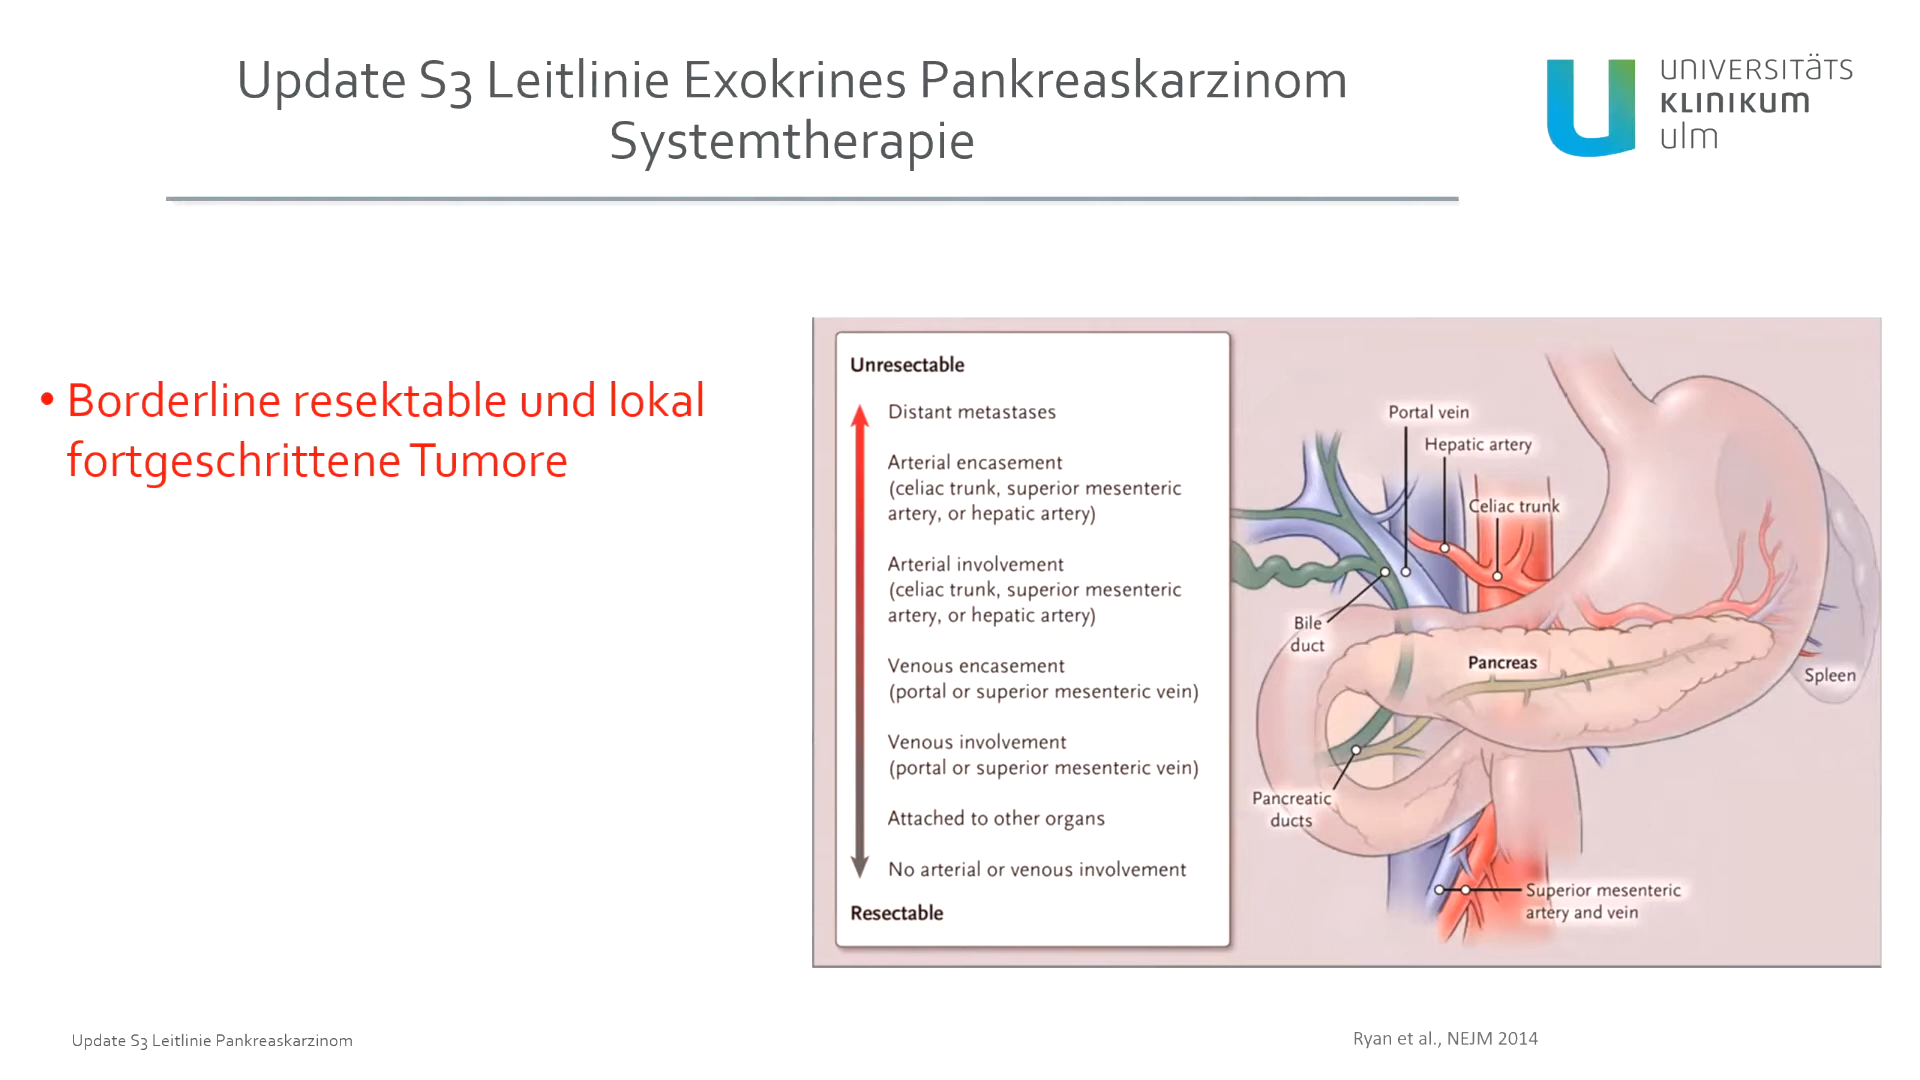 Update S3 Leitlinie Exokrines Pankreaskarzinom
Systemtherapie
UNIVERSITÄTS
KLINIKUM
ulm
• Borderline resektable und lokal
fortgeschrittene Tumore
Unresectable
Distant metastases
Arterial encasement
(celiac trunk, superior mesenteric
artery, or hepatic artery)
Arterial involvement
(celiac trunk, superior mesenteric
artery, or hepatic artery)
Venous encasement
(portal or superior mesenteric vein)
Venous involvement
(portal or superior mesenteric vein)
Attached to other organs
No arterial or venous involvement
Resectable
Portal vein
Hepatic artery
Celiac trunk
Bile
duct
Pancreas
Spleen
Pancreatic
ducts
Superior mesenteric
artery and vein
Update S3 Leitlinie Pankreaskarzinom
Ryan et al., NEJM 2014